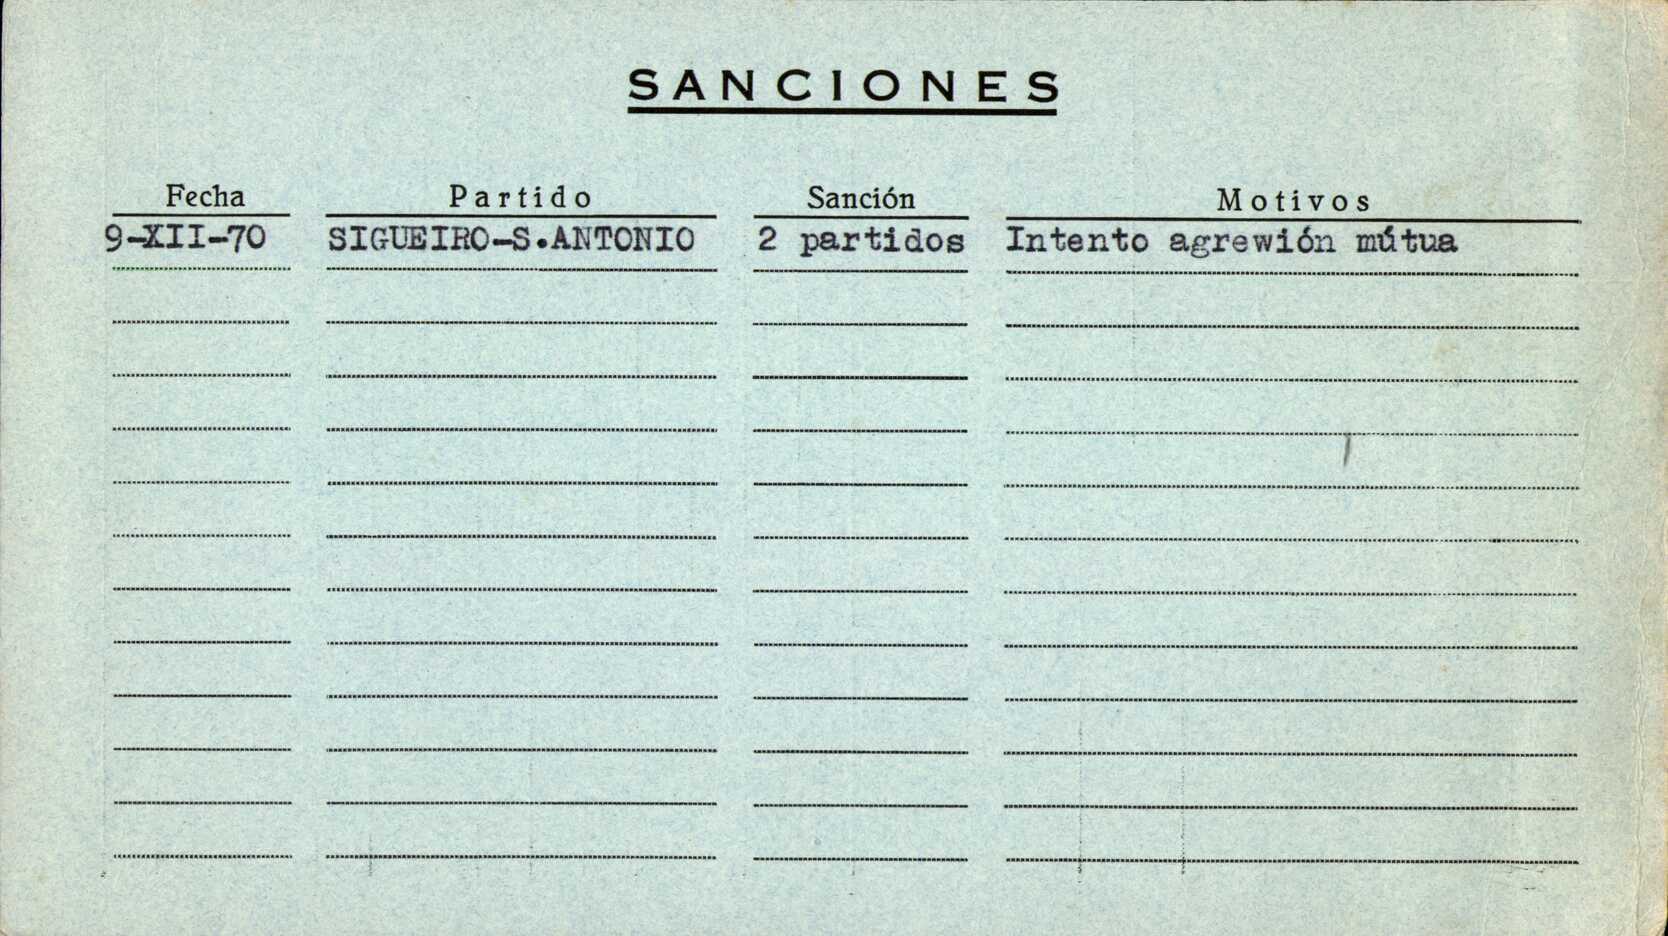 SANCIONES
Fecha Partido Sanción Motivos
9-XII-70 SIGUEIRO-S.ANTONIO 2 partidos Intento agrewión mútua